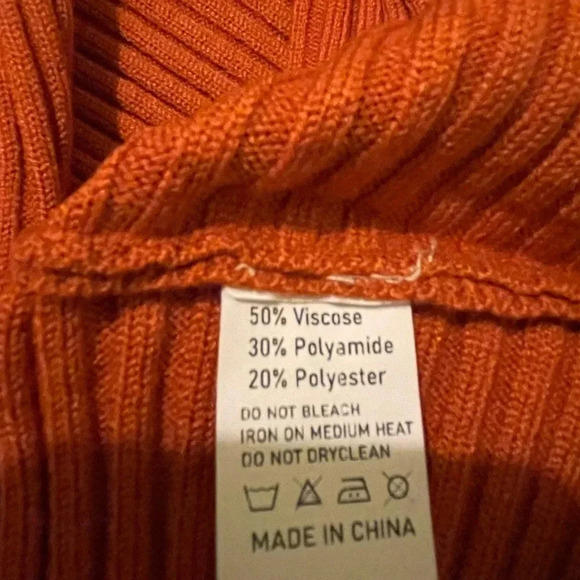 50% Viscose
30% Polyamide
20% Polyester
DO NOT BLEACH
IRON ON MEDIUM HEAT
DO NOT DRYCLEAN
MADE IN CHINA